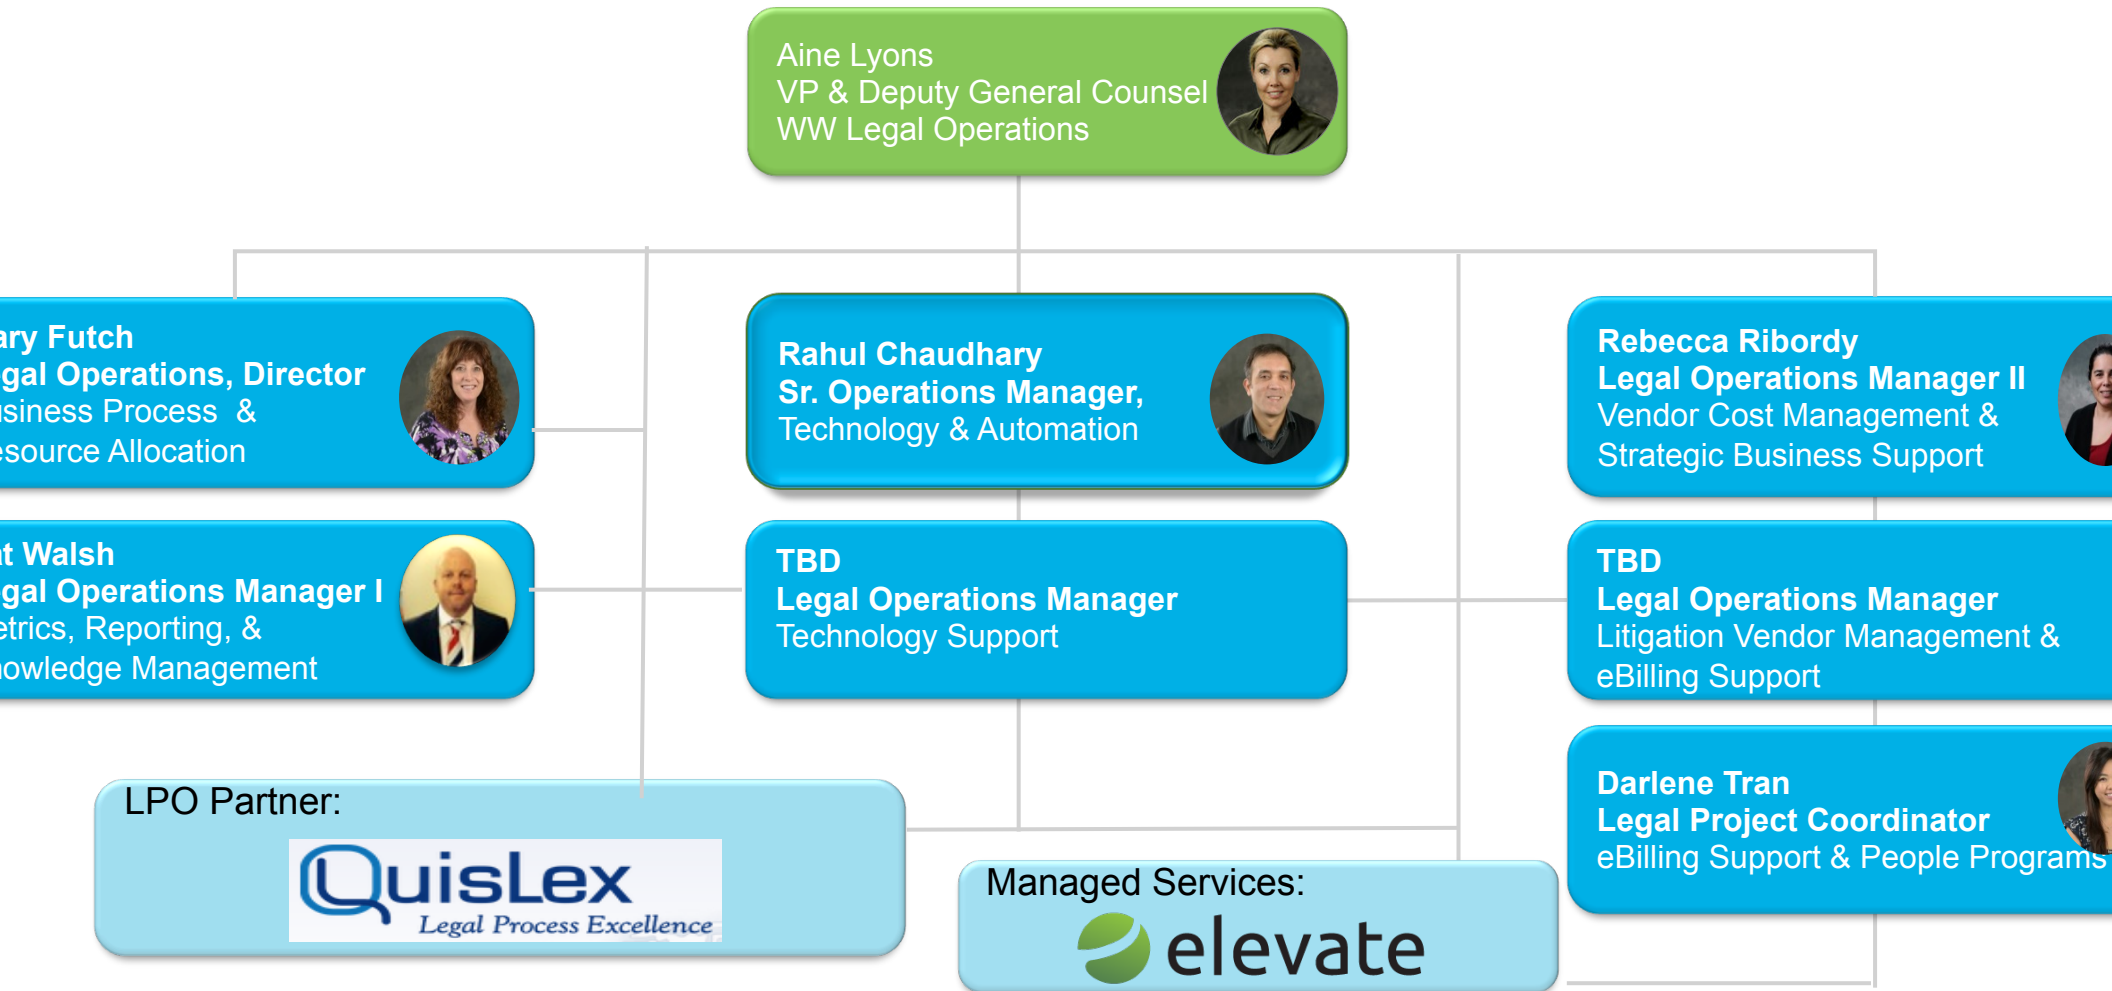 Aine Lyons
VP & Deputy General Counsel
WW Legal Operations
ary Futch
gal Operations, Director
usiness Process &
esource Allocation
Rahul Chaudhary
Sr. Operations Manager,
Technology & Automation
Rebecca Ribordy
Legal Operations Manager II
Vendor Cost Management &
Strategic Business Support
at Walsh
gal Operations Manager I
etrics, Reporting, &
nowledge Management
TBD
Legal Operations Manager
Technology Support
TBD
Legal Operations Manager
Litigation Vendor Management &
eBilling Support
Darlene Tran
Legal Project Coordinator
eBilling Support & People Programs
LPO Partner:
QuisLex
Legal Process Excellence
Managed Services:
elevate